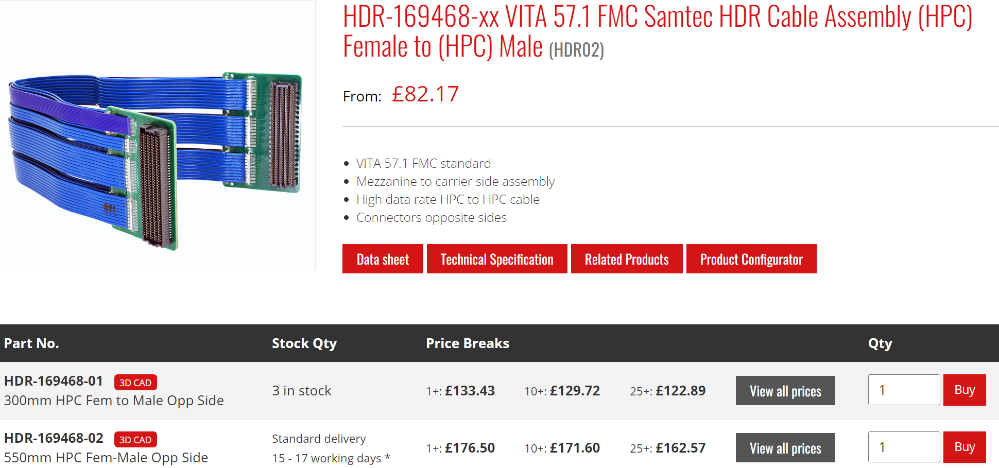 HDR-169468-xx VITA 57.1 FMC Samtec HDR Cable Assembly (HPC)
Female to (HPC) Male (HDR02)
From: £82.17
VITA 57.1 FMC standard
Mezzanine to carrier side assembly
High data rate HPC to HPC cable
Connectors opposite sides
Data sheet Technical Specification Related Products Product Configurator
Part No. Stock Qty Price Breaks Qty
HDR-169468-01 3D CAD
300mm HPC Fem to Male Opp Side
3 in stock
1+: £133.43 10+: £129.72 25+: £122.89 View all prices 1 Buy
HDR-169468-02 3D CAD
550mm HPC Fem-Male Opp Side
Standard delivery
15 - 17 working days *
1+: £176.50 10+: £171.60 25+: £162.57 View all prices 1 Buy